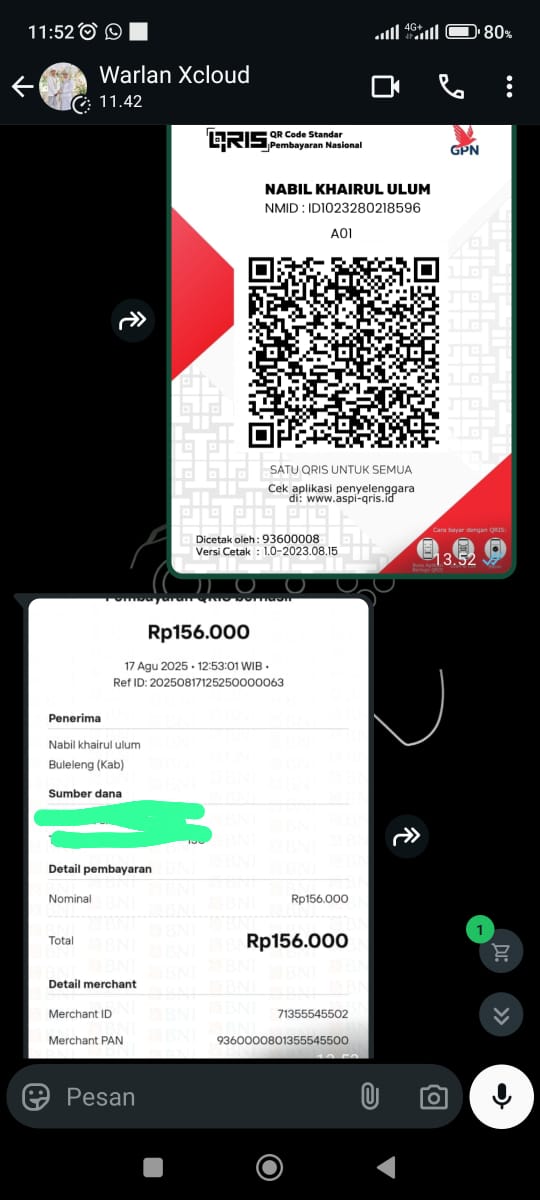 11:52
4G+
80%
Warlan Xcloud
11.42
QRIS QR Code Standar
Pembayaran Nasional
GPN
NABIL KHAIRUL ULUM
NMID : ID1023280218596
A01
SATU QRIS UNTUK SEMUA
Cek aplikasi penyelenggara
di: www.aspi-qris.id
Dicetak oleh: 93600008
Versi Cetak : 1.0-2023.08.15
Cara bayar dengan QRIS:
13.52
Pembayaran QRIS berhasil
Rp156.000
17 Agu 2025 • 12:53:01 WIB •
Ref ID: 20250817125250000063
Penerima
Nabil khairul ulum
Buleleng (Kab)
Sumber dana
Detail pembayaran
Nominal Rp156.000
Total Rp156.000
Detail merchant
Merchant ID 71355545502
Merchant PAN 9360000801355545500
1
Pesan